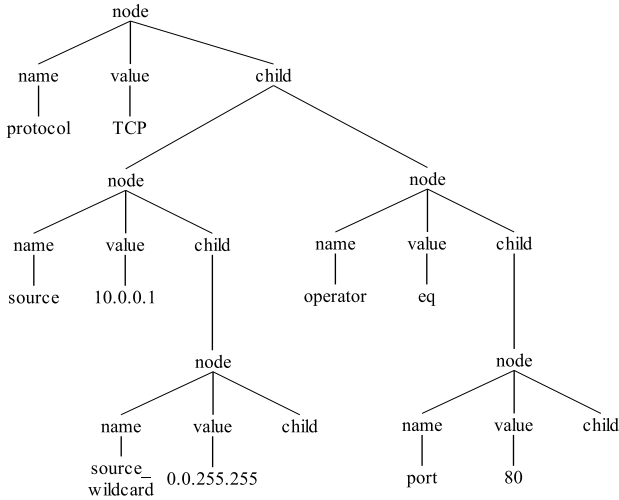 node
name value child
protocol TCP
node node
name value child name value child
source 10.0.0.1 operator eq
node node
name value child name value child
source_ 0.0.255.255 port 80
wildcard